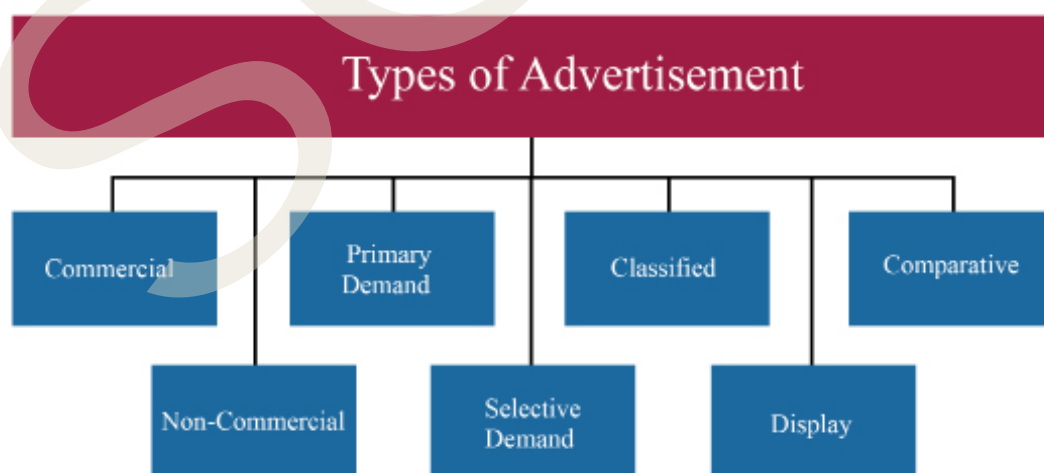 Types of Advertisement
Commercial
Primary
Demand
Classified
Comparative
Non-Commercial
Selective
Demand
Display